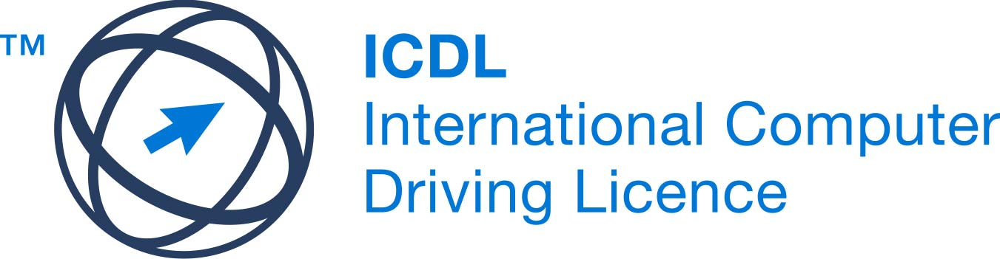 TM
ICDL
International Computer
Driving Licence